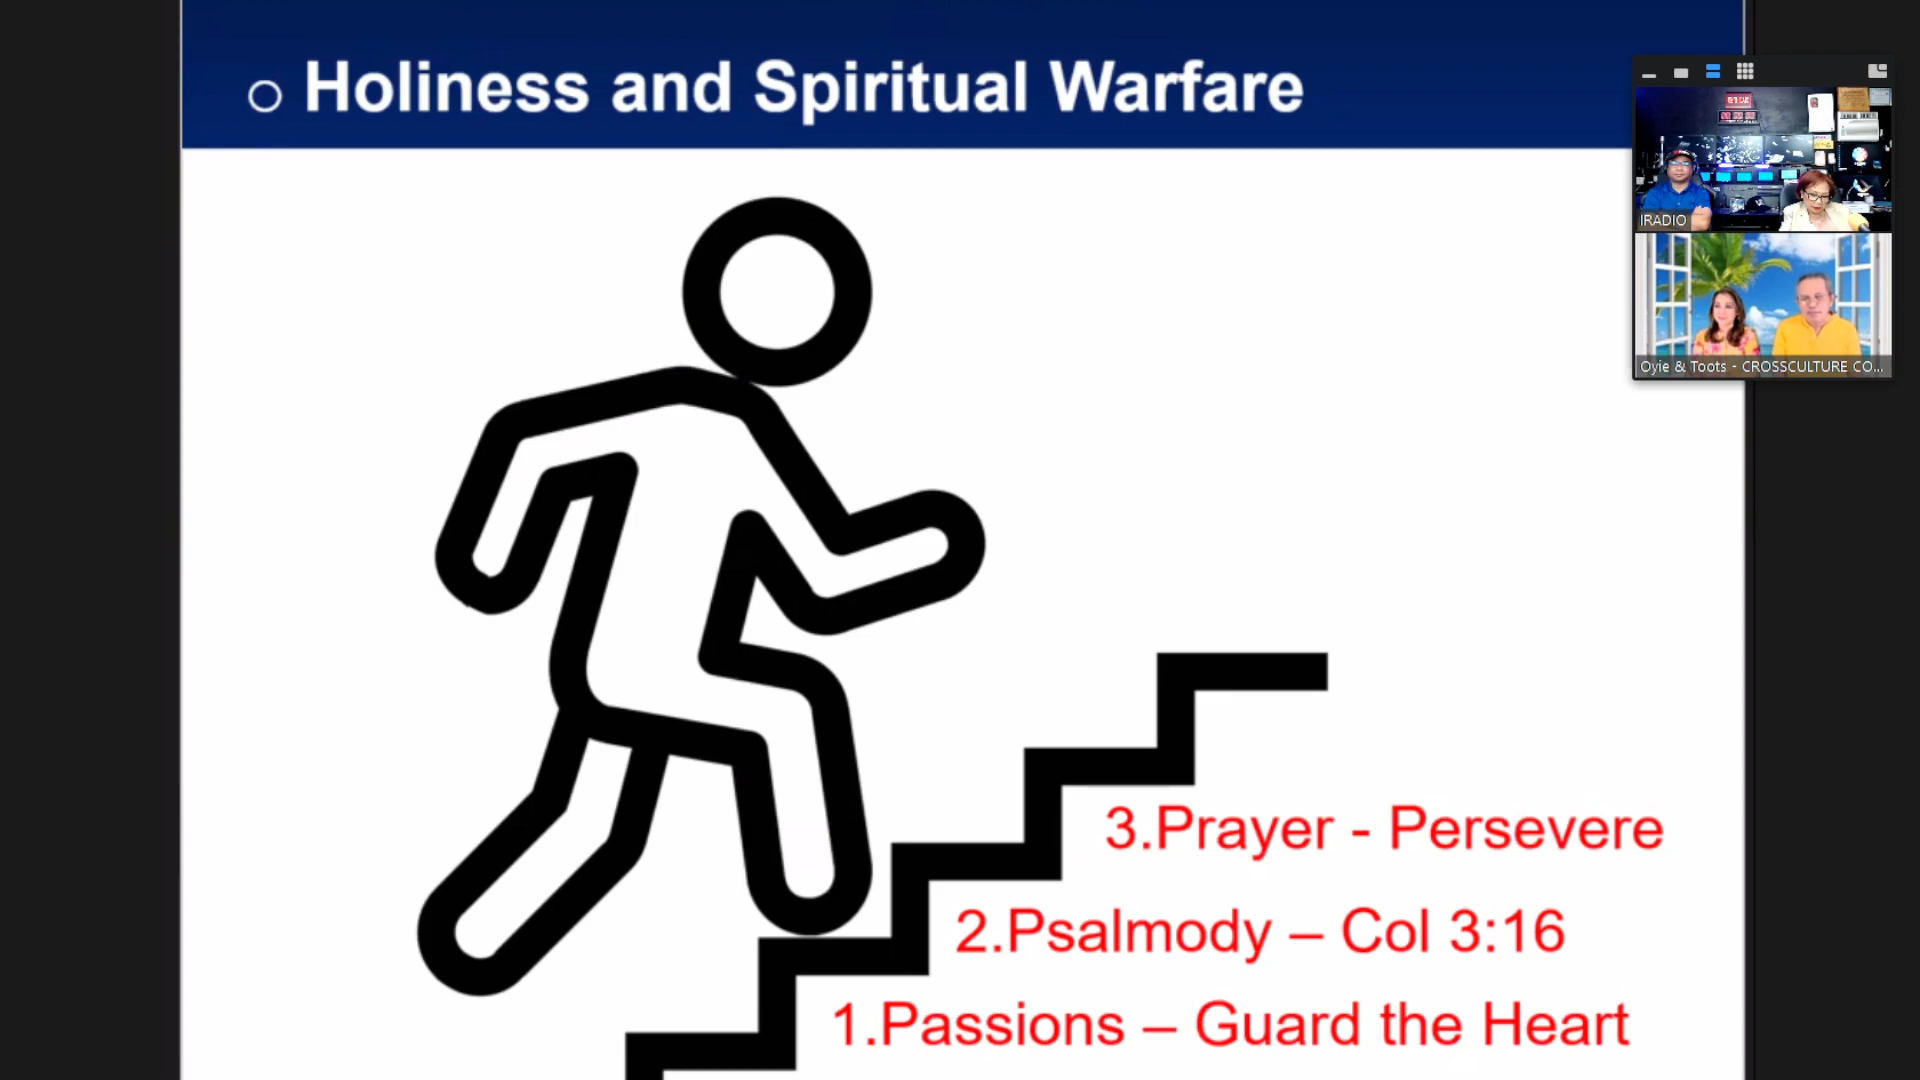 Holiness and Spiritual Warfare
IRADIO
Oyie & Toots - CROSSCULTURE CO...
3.Prayer - Persevere
2.Psalmody – Col 3:16
1.Passions – Guard the Heart